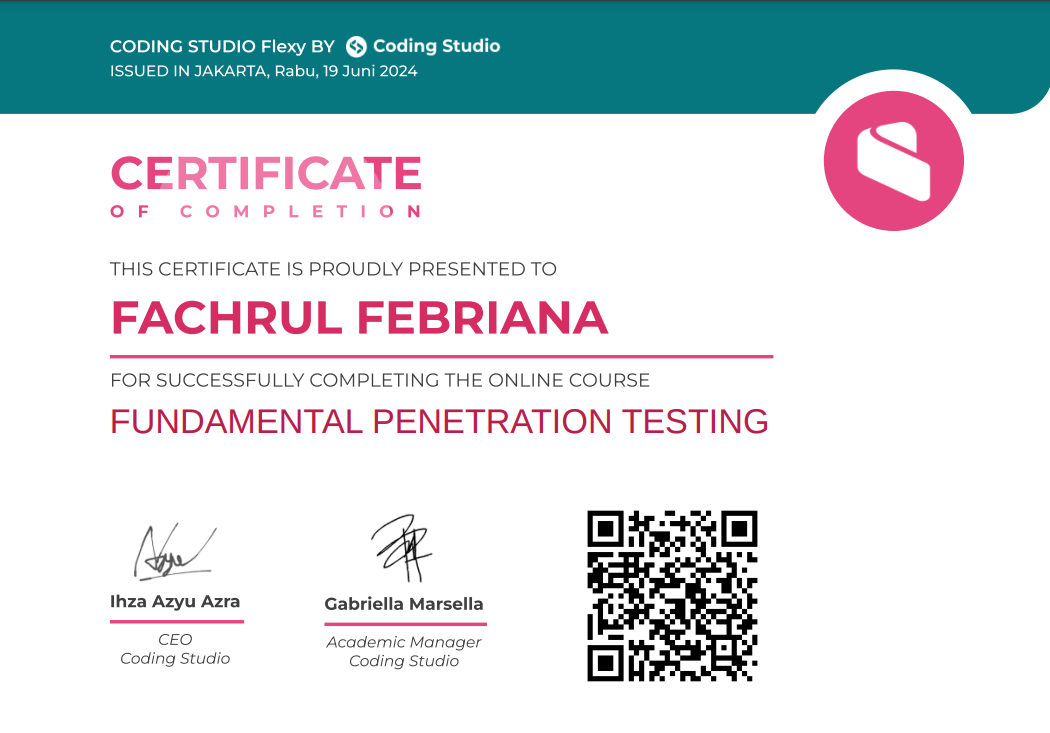 CODING STUDIO Flexy BY Coding Studio
ISSUED IN JAKARTA, Rabu, 19 Juni 2024
CERTIFICATE
OF COMPLETION
THIS CERTIFICATE IS PROUDLY PRESENTED TO
FACHRUL FEBRIANA
FOR SUCCESSFULLY COMPLETING THE ONLINE COURSE
FUNDAMENTAL PENETRATION TESTING
Ihza Azyu Azra
CEO
Coding Studio
Gabriella Marsella
Academic Manager
Coding Studio